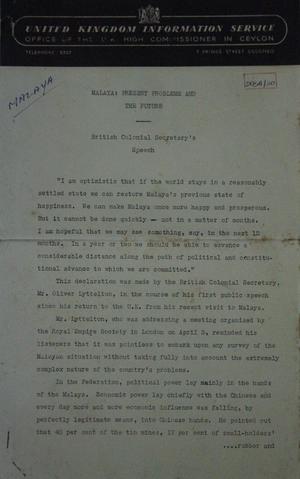 UNITED KINGDOM INFORMATION SERVICE
OFFICE OF THE U.K. HIGH COMMISSIONER IN CEYLON
TELEPHONE
PRINCE STREET COLOMBO
MALAYA
MALAYA: PRESENT PROBLEMS AND
THE FUTURE
British Colonial Secretary's
Speech
"I am optimistic that if the world stays in a reasonably
settled state we can restore Malaya's previous state of
happiness. We can make Malaya once more happy and prosperous.
But it cannot be done quickly - not in a matter of months.
I am hopeful that we may see something, say, in the next 12
months. In a year or two we should be able to advance a
considerable distance along the path of political and constitu-
tional advance to which we are committed."
This declaration was made by the British Colonial Secretary,
Mr. Oliver Lyttelton, in the course of his first public speech
since his return to the U.K. from his recent visit to Malaya.
Mr. Lyttelton, who was addressing a meeting organised by
the Royal Empire Society in London on April 3, reminded his
listeners that it was pointless to embark upon any survey of the
Malayan situation without taking fully into account the extremely
complex nature of the country's problems.
In the Federation, political power lay mainly in the hands
of the Malays. Economic power lay chiefly with the Chinese and
every day more and more economic influence was falling, by
perfectly legitimate means, into Chinese hands. He pointed out
that 40 per cent of the tin mines, 17 per cent of small-holders'
....rubber and